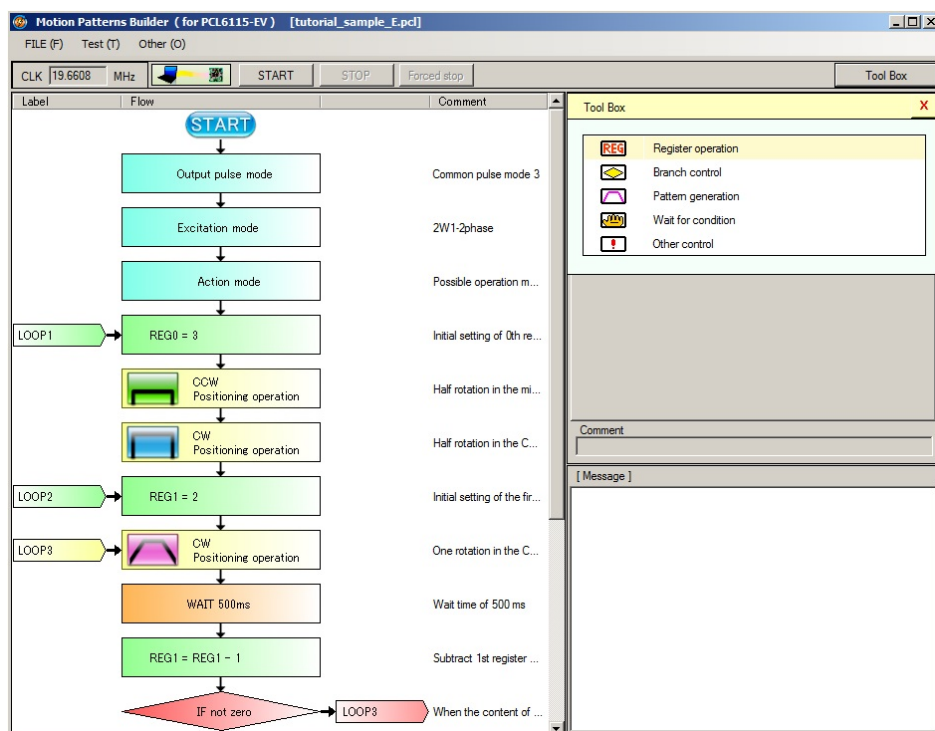 Motion Patterns Builder ( for PCL6115-EV ) [tutorial_sample_E.pcl]
FILE (F) Test (T) Other (O)
CLK 19.6608 MHz START STOP Forced stop Tool Box
Label Flow Comment
START
Output pulse mode Common pulse mode 3
Excitation mode 2W1-2phase
Action mode Possible operation m...
LOOP1 REG0 = 3 Initial setting of 0th re...
CCW
Positioning operation Half rotation in the mi...
CW
Positioning operation Half rotation in the C...
LOOP2 REG1 = 2 Initial setting of the fir...
LOOP3 CW
Positioning operation One rotation in the C...
WAIT 500ms Wait time of 500 ms
REG1 = REG1 - 1 Subtract 1st register ...
IF not zero LOOP3 When the content of ...
Tool Box X
REG Register operation
Branch control
Pattern generation
Wait for condition
! Other control
Comment
[ Message ]